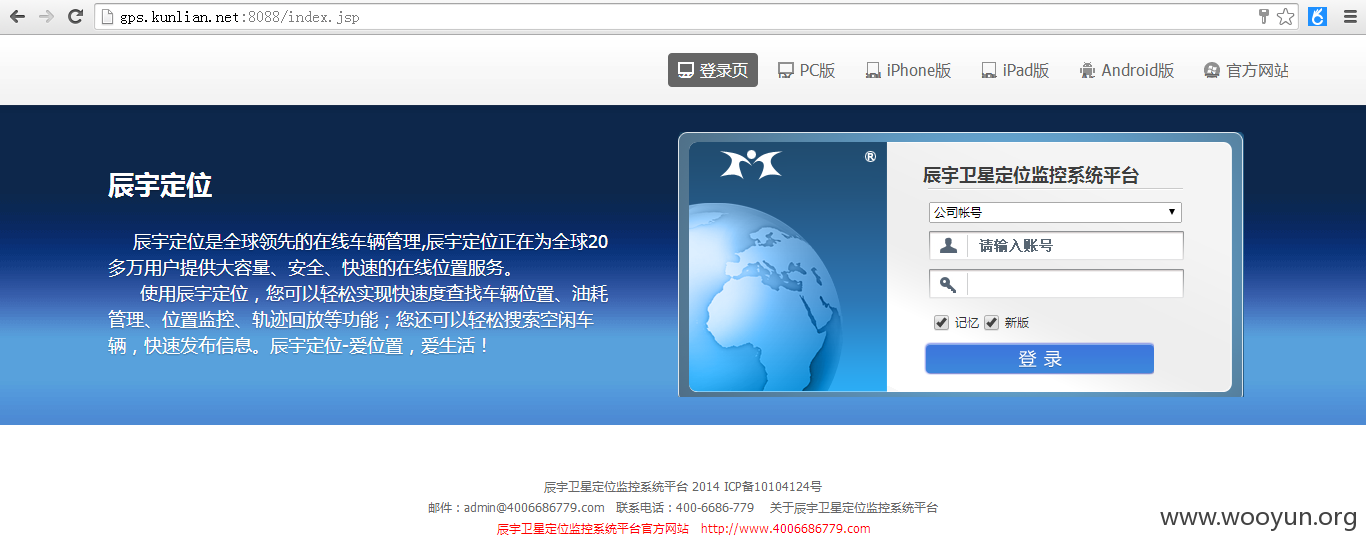 gps.kunlian.net:8088/index.jsp
登录页 PC版 iPhone版 iPad版 Android版 官方网站
辰宇定位
辰宇定位是全球领先的在线车辆管理,辰宇定位正在为全球20
多万用户提供大容量、安全、快速的在线位置服务。
使用辰宇定位，您可以轻松实现快速度查找车辆位置、油耗
管理、位置监控、轨迹回放等功能；您还可以轻松搜索空闲车
辆，快速发布信息。辰宇定位-爱位置，爱生活！
®
辰宇卫星定位监控系统平台
公司帐号
请输入账号
记忆 新版
登 录
辰宇卫星定位监控系统平台 2014 ICP备10104124号
邮件：admin@4006686779.com 联系电话：400-6686-779 关于辰宇卫星定位监控系统平台
辰宇卫星定位监控系统平台官方网站 http://www.4006686779.com
www.wooyun.org